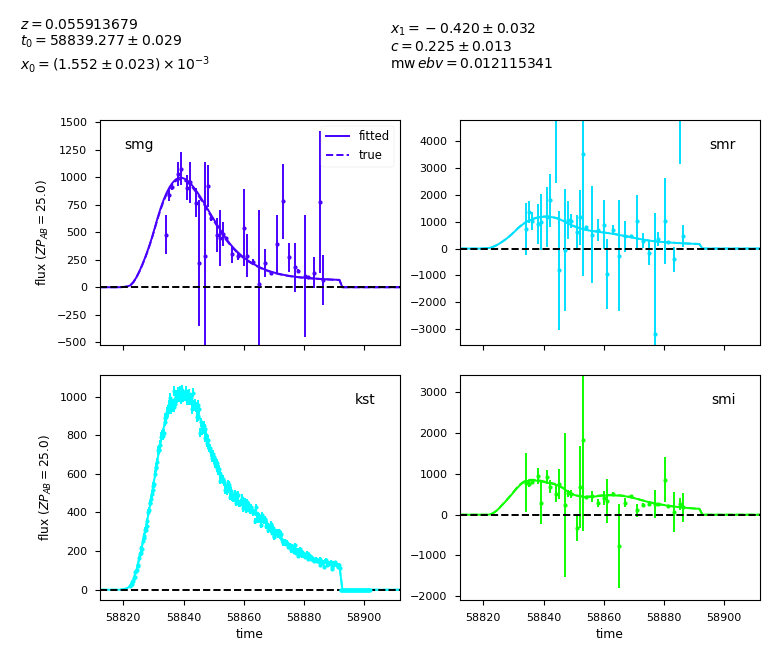 z = 0.055913679
t₀ = 58839.277 ± 0.029
x₀ = (1.552 ± 0.023) × 10⁻³
x₁ = −0.420 ± 0.032
c = 0.225 ± 0.013
mw ebv = 0.012115341
smg
fitted
true
1500
1250
1000
750
500
250
0
−250
−500
flux (ZP_AB = 25.0)
smr
4000
3000
2000
1000
0
−1000
−2000
−3000
kst
1000
800
600
400
200
0
flux (ZP_AB = 25.0)
58820 58840 58860 58880 58900
time
smi
3000
2000
1000
0
−1000
−2000
58820 58840 58860 58880 58900
time